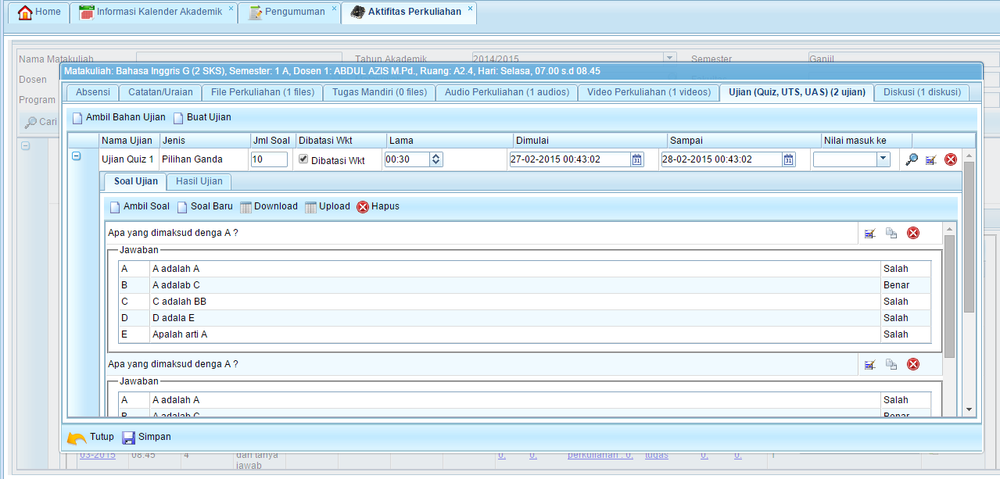 Home Informasi Kalender Akademik Pengumuman Aktifitas Perkuliahan
Nama Matakuliah Tahun Akademik 2014/2015 Semester Ganjil
Matakuliah: Bahasa Inggris G (2 SKS), Semester: 1 A, Dosen 1: ABDUL AZIS M.Pd., Ruang: A2.4, Hari: Selasa, 07.00 s.d 08.45
Dosen
Absensi Catatan/Uraian File Perkuliahan (1 files) Tugas Mandiri (0 files) Audio Perkuliahan (1 audios) Video Perkuliahan (1 videos) Ujian (Quiz, UTS, UAS) (2 ujian) Diskusi (1 diskusi)
Program
Cari
Ambil Bahan Ujian Buat Ujian
Nama Ujian Jenis Jml Soal Dibatasi Wkt Lama Dimulai Sampai Nilai masuk ke
Ujian Quiz 1 Pilihan Ganda 10 Dibatasi Wkt 00:30 27-02-2015 00:43:02 28-02-2015 00:43:02
Soal Ujian Hasil Ujian
Ambil Soal Soal Baru Download Upload Hapus
Apa yang dimaksud denga A ?
Jawaban
A A adalah A Salah
B A adalab C Benar
C C adalah BB Salah
D D adala E Salah
E Apalah arti A Salah
Apa yang dimaksud denga A ?
Jawaban
A A adalah A Salah
B A adalab C Benar
Tutup Simpan
03-2015 08.45 4 dan tanya 0, 0, perkuliahan : 0, tugas 0, 0, 1
jawab